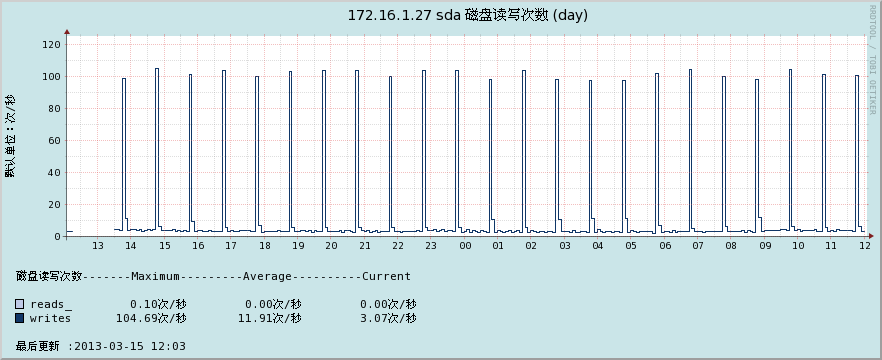 172.16.1.27 sda 磁盘读写次数 (day)
RRDTOOL / TOBI OETIKER
默认单位：次/秒
120
100
80
60
40
20
0
13 14 15 16 17 18 19 20 21 22 23 00 01 02 03 04 05 06 07 08 09 10 11 12
磁盘读写次数-------Maximum---------Average----------Current
reads_ 0.10次/秒 0.00次/秒 0.00次/秒
writes 104.69次/秒 11.91次/秒 3.07次/秒
最后更新 :2013-03-15 12:03